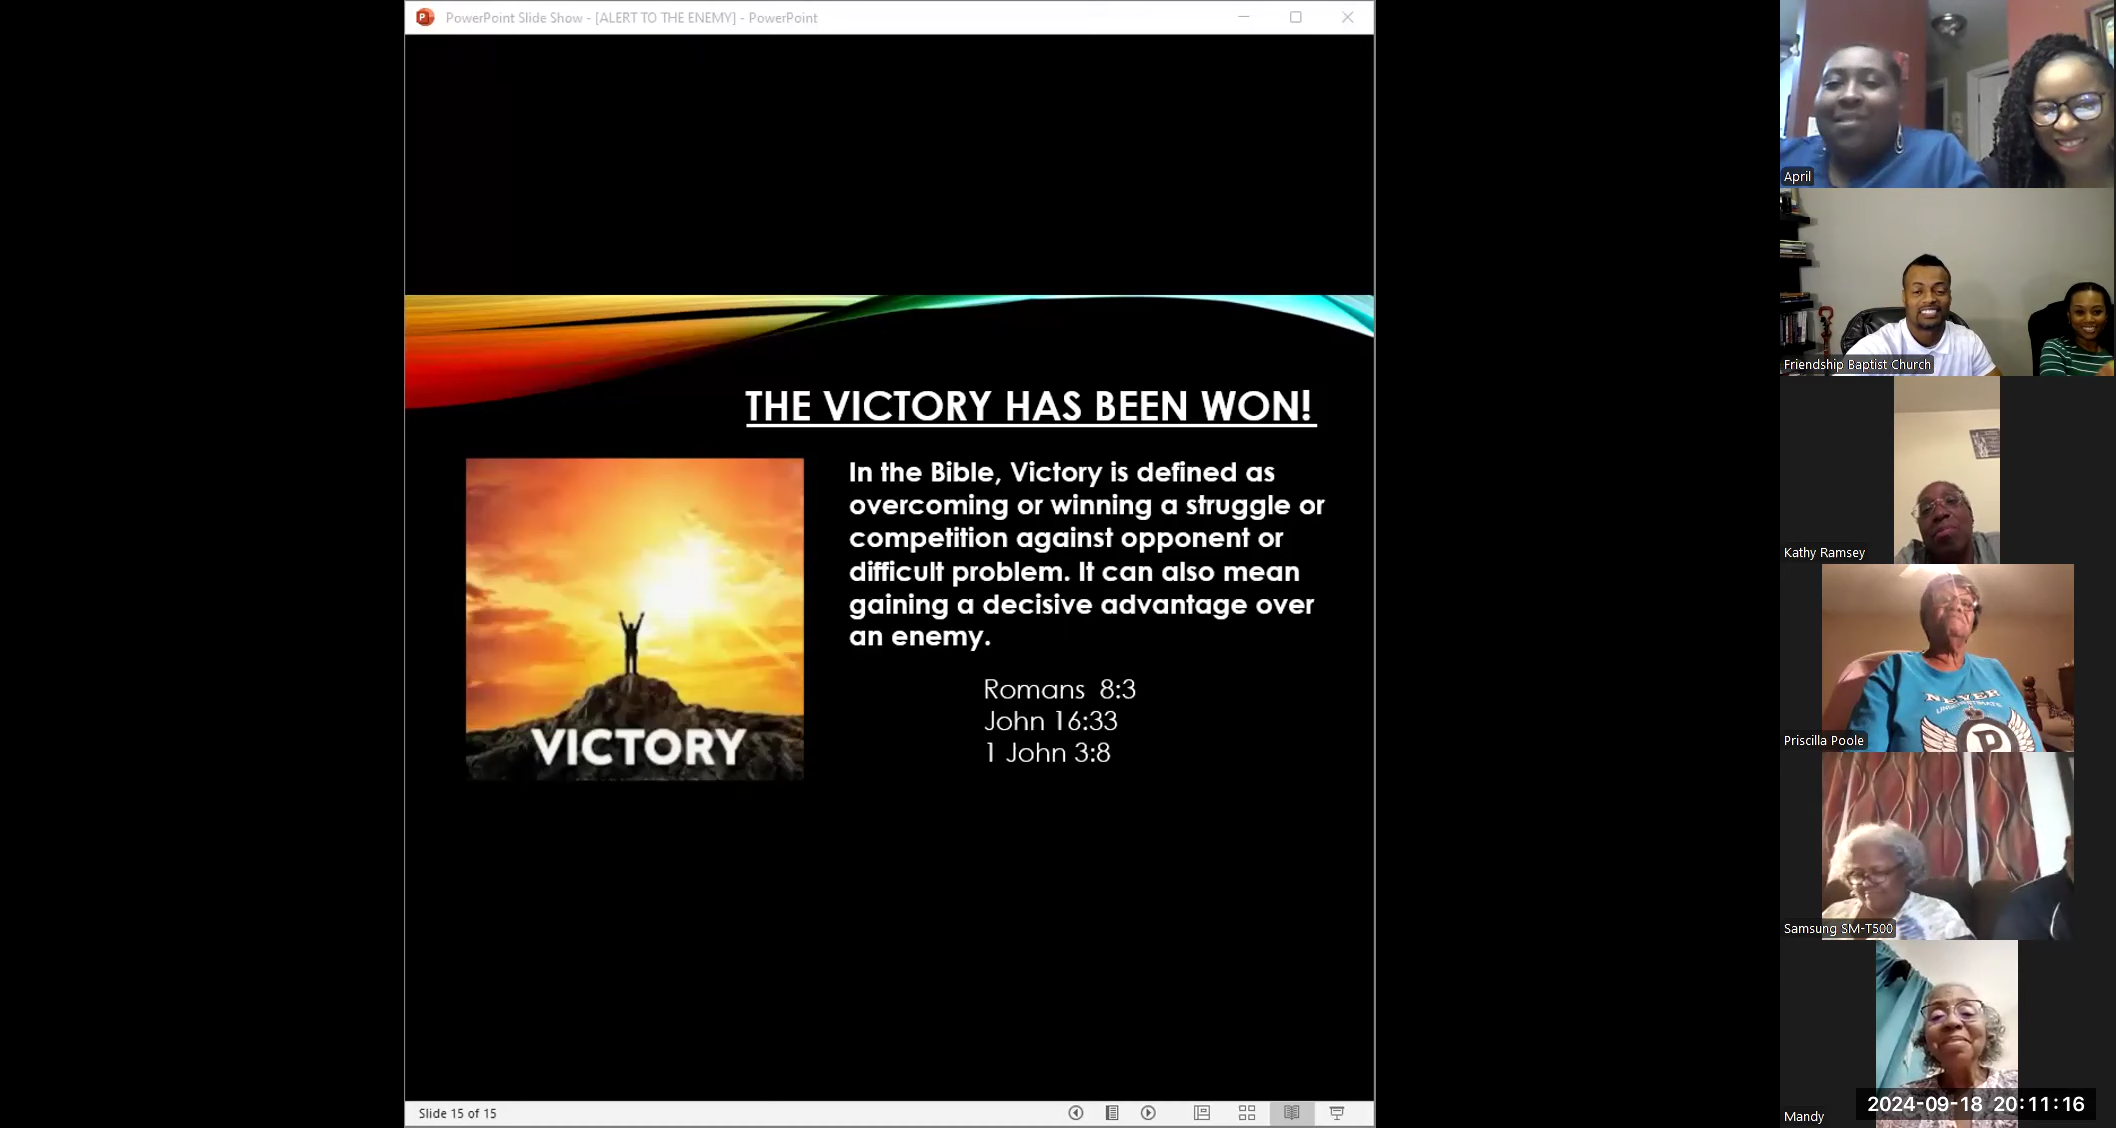 PowerPoint Slide Show - [ALERT TO THE ENEMY] - PowerPoint
THE VICTORY HAS BEEN WON!
In the Bible, Victory is defined as
overcoming or winning a struggle or
competition against opponent or
difficult problem. It can also mean
gaining a decisive advantage over
an enemy.
Romans 8:3
John 16:33
1 John 3:8
VICTORY
Slide 15 of 15
April
Friendship Baptist Church
Kathy Ramsey
NEVER
UNDERESTIMATE
P
Priscilla Poole
Samsung SM-T500
Mandy
2024-09-18 20:11:16